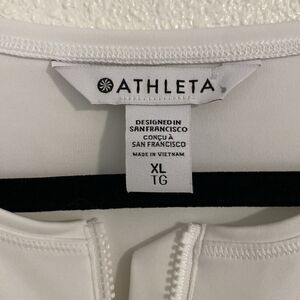 ATHLETA
DESIGNED IN
SAN FRANCISCO
CONÇU À
SAN FRANCISCO
MADE IN VIETNAM
XL
TG